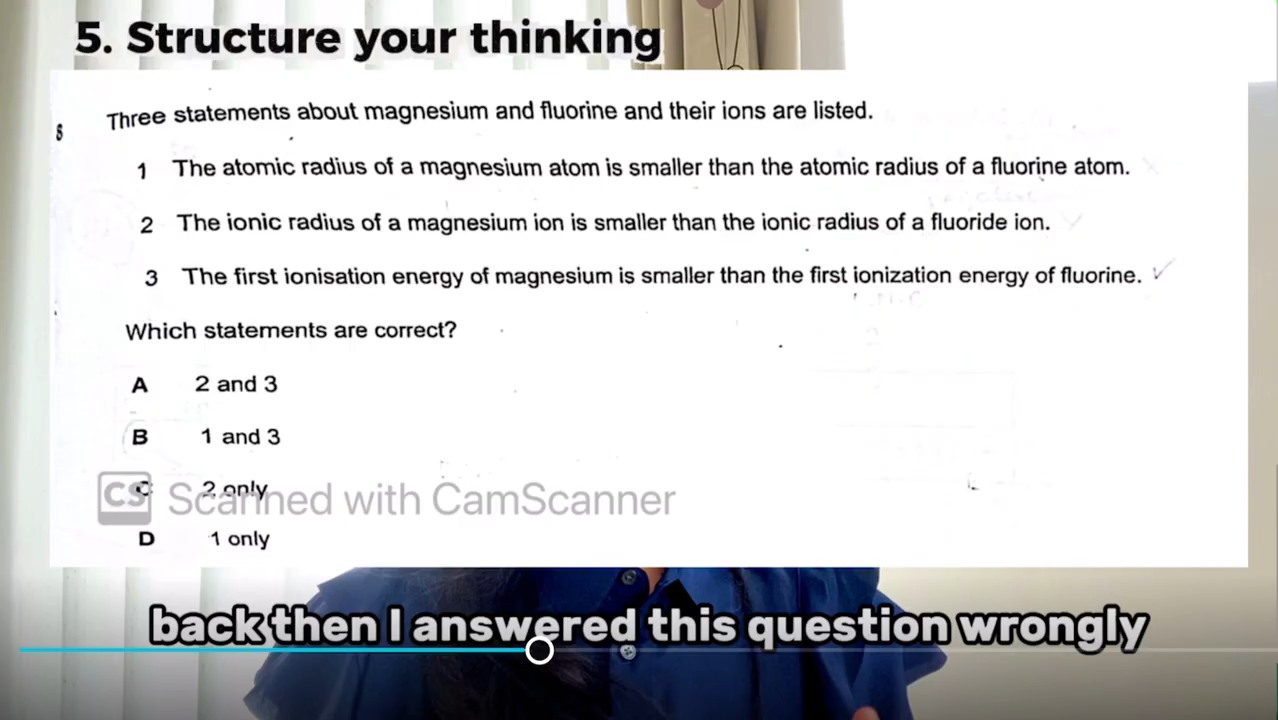 5. Structure your thinking
8 Three statements about magnesium and fluorine and their ions are listed.
1 The atomic radius of a magnesium atom is smaller than the atomic radius of a fluorine atom.
2 The ionic radius of a magnesium ion is smaller than the ionic radius of a fluoride ion.
3 The first ionisation energy of magnesium is smaller than the first ionization energy of fluorine.
Which statements are correct?
A 2 and 3
B 1 and 3
C 2 only
CS Scanned with CamScanner
D 1 only
back then I answered this question wrongly